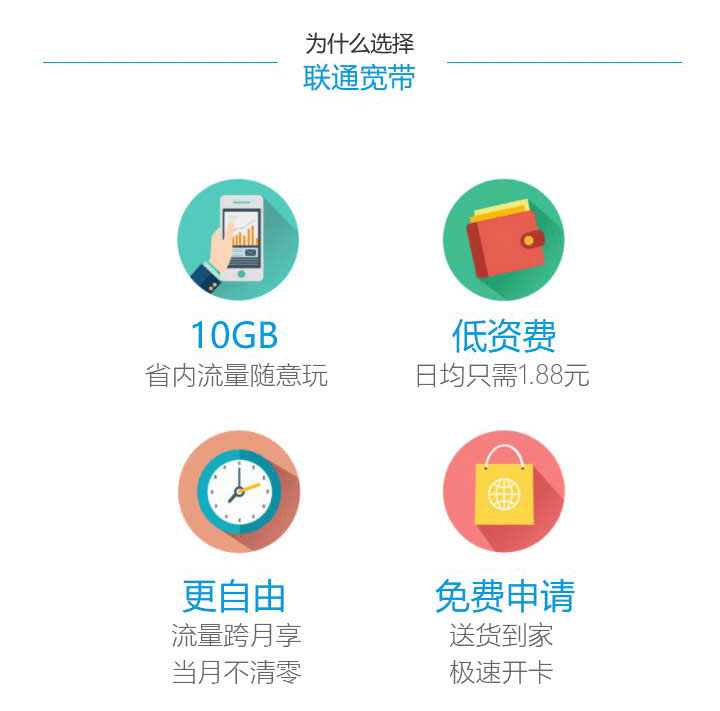 为什么选择
联通宽带
10GB
省内流量随意玩
低资费
日均只需1.88元
更自由
流量跨月享
当月不清零
免费申请
送货到家
极速开卡